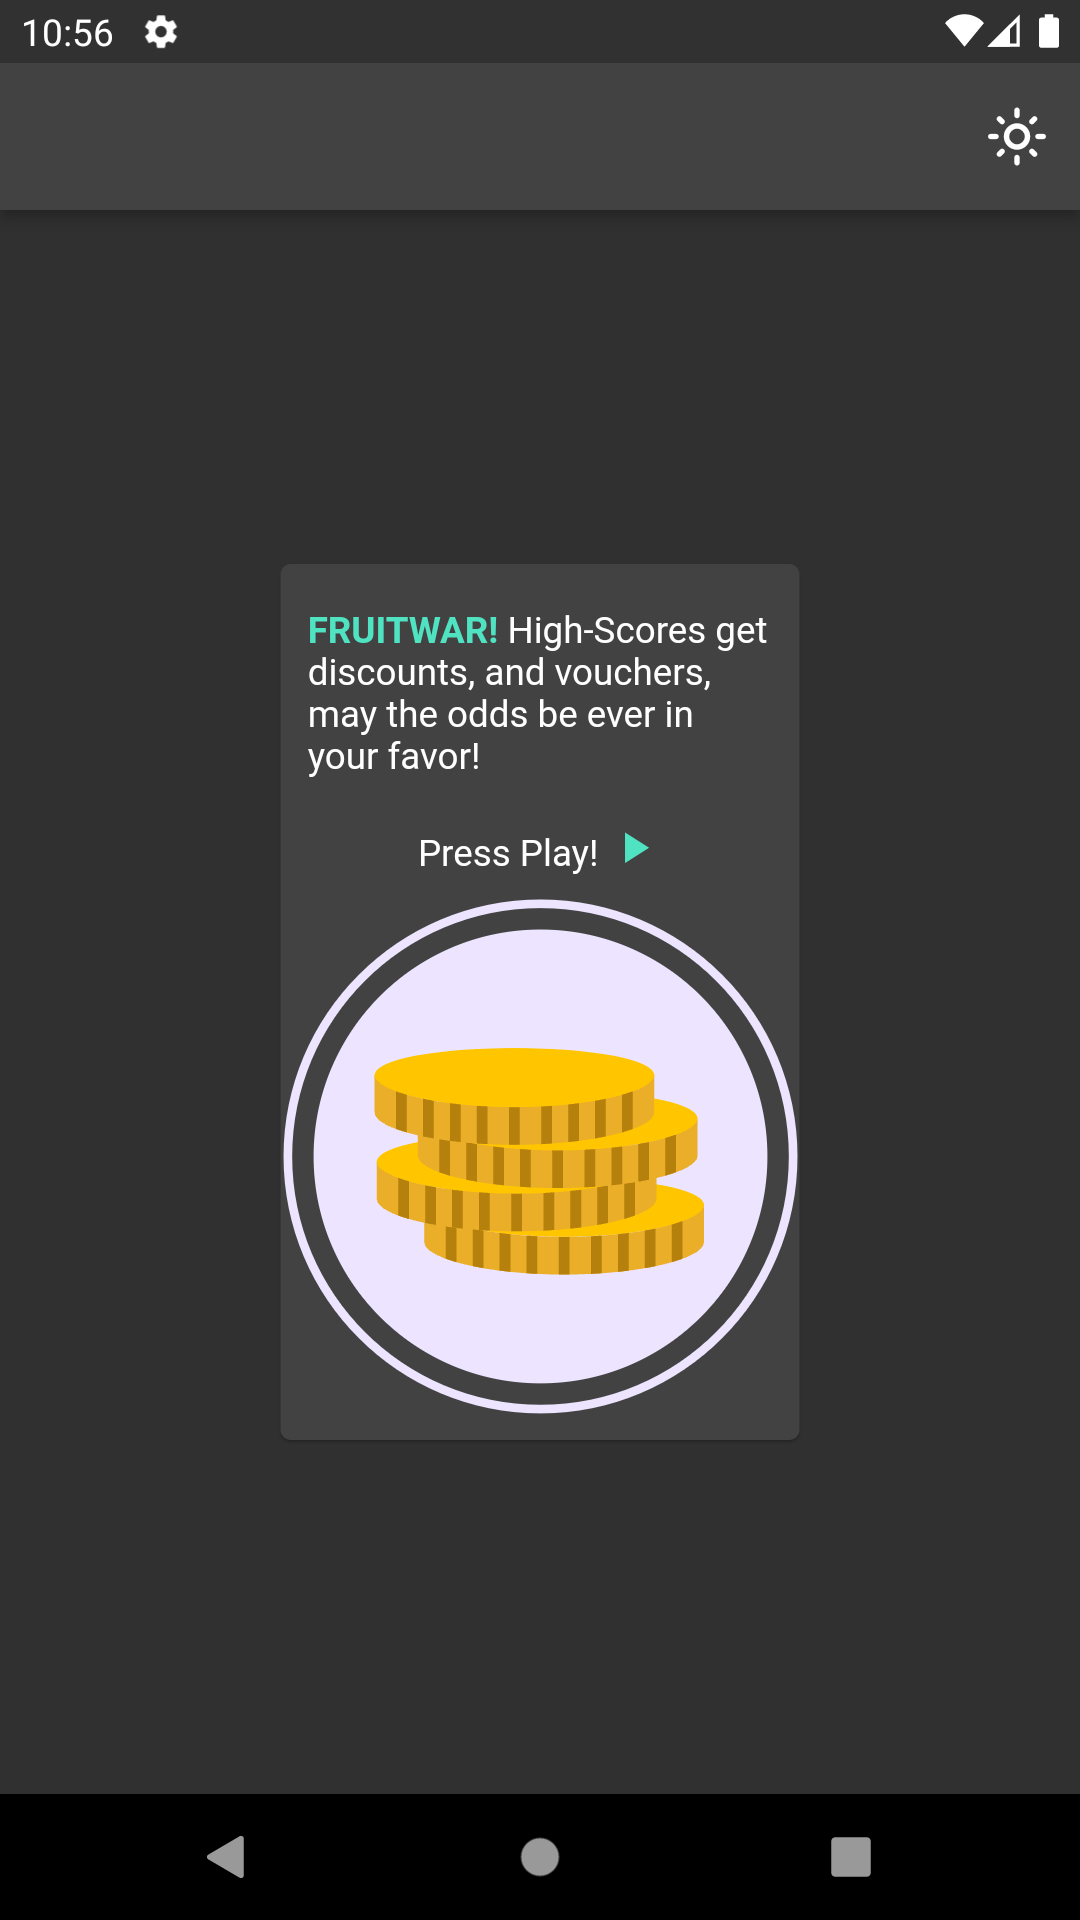 10:56
FRUITWAR! High-Scores get
discounts, and vouchers,
may the odds be ever in
your favor!
Press Play!